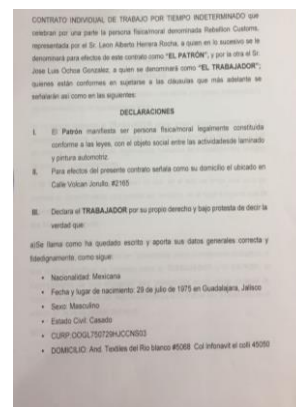 CONTRATO INDIVIDUAL DE TRABAJO POR TIEMPO INDETERMINADO que
celebran por una parte la persona física/moral denominada Rebellion Customs,
representada por el Sr. Leon Alberto Herrera Rocha, a quien en lo sucesivo se le
denominará para efectos de este contrato como "EL PATRÓN", y por la otra el Sr.
Jose Luis Ochoa Gonzalez, a quien se denominará como "EL TRABAJADOR";
quienes están conformes en sujetarse a las cláusulas que más adelante se
señalarán así como en las siguientes:
DECLARACIONES
I. El Patrón manifiesta ser persona física/moral legalmente constituida
conforme a las leyes, con el objeto social entre las actividadesde laminado
y pintura automotriz.
II. Para efectos del presente contrato señala como su domicilio el ubicado en
Calle Volcan Jorullo, #2165
III. Declara el TRABAJADOR por su propio derecho y bajo protesta de decir la
verdad que:
a)Se llama como ha quedado escrito y aporta sus datos generales correcta y
fidedignamente, como sigue:
• Nacionalidad: Mexicana
• Fecha y lugar de nacimiento: 29 de julio de 1975 en Guadalajara, Jalisco
• Sexo: Masculino
• Estado Civil: Casado
• CURP:OOGL750729HJCCNS03
• DOMICILIO: And. Textiles del Rio blanco #5068 Col Infonavit el colli 45050